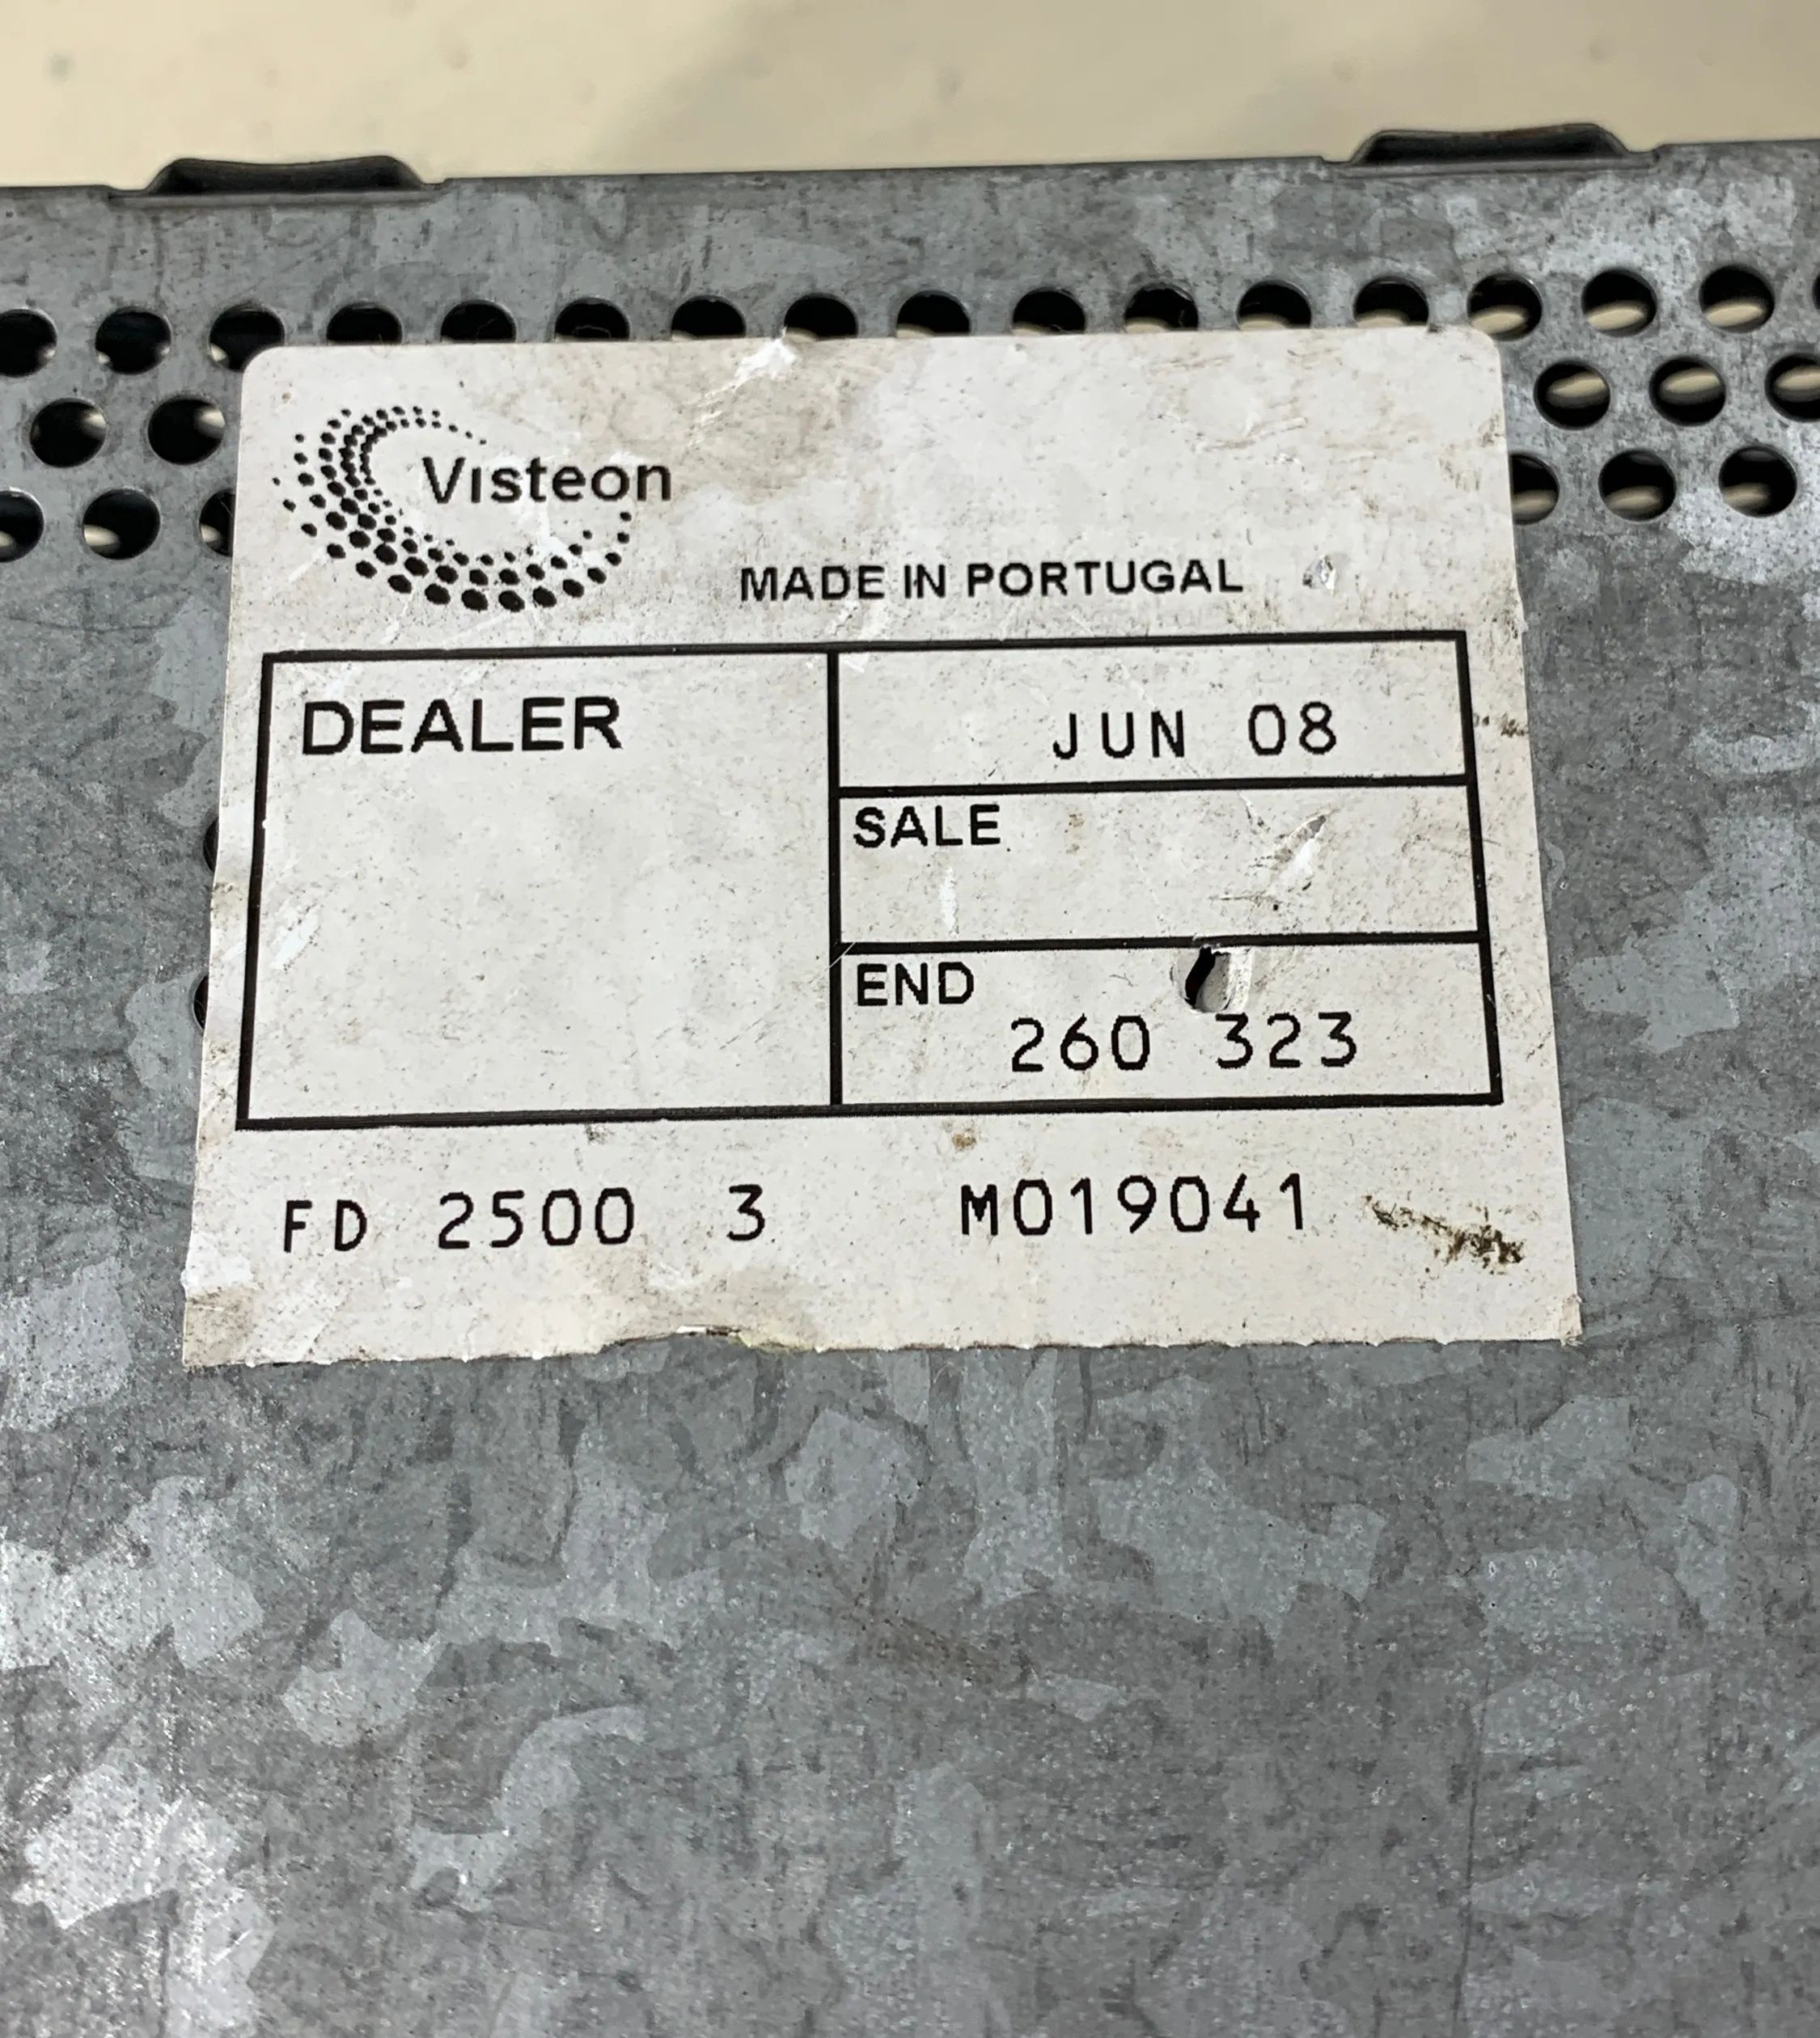 Visteon
MADE IN PORTUGAL
DEALER
JUN 08
SALE
END
260 323
FD 2500 3 M019041